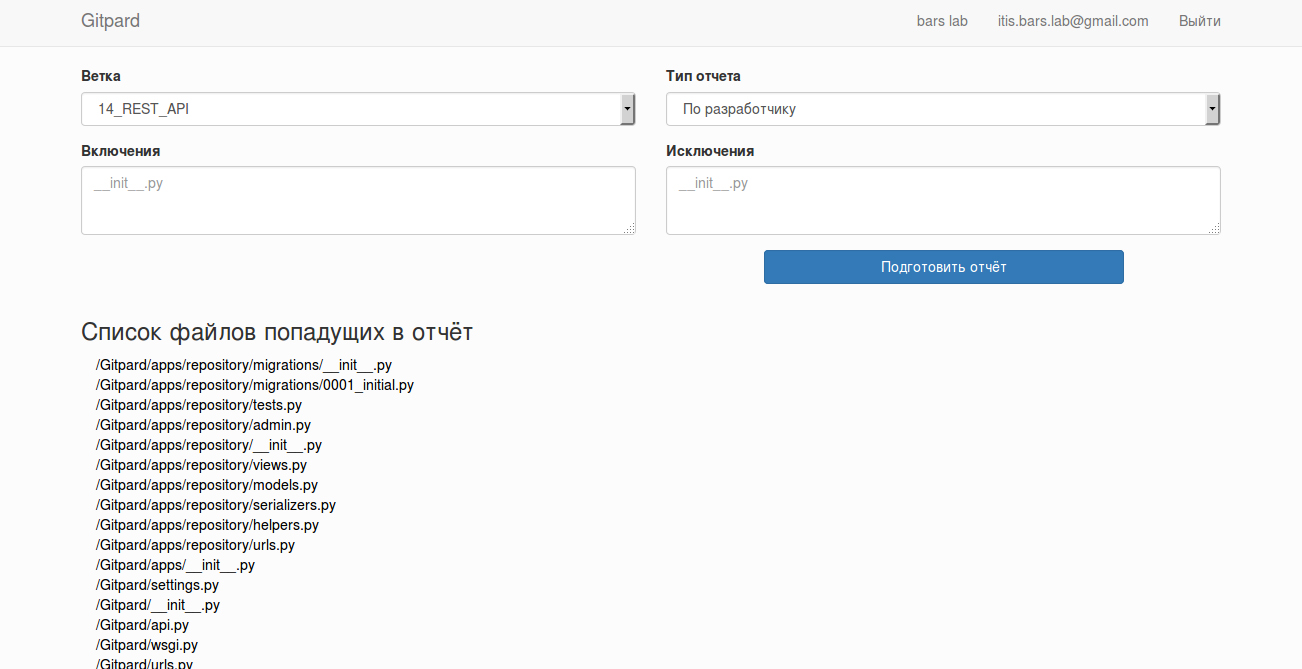 Gitpard bars lab itis.bars.lab@gmail.com Выйти
Ветка Тип отчета
14_REST_API По разработчику
Включения Исключения
__init__.py __init__.py
Подготовить отчёт
Список файлов попадущих в отчёт
/Gitpard/apps/repository/migrations/__init__.py
/Gitpard/apps/repository/migrations/0001_initial.py
/Gitpard/apps/repository/tests.py
/Gitpard/apps/repository/admin.py
/Gitpard/apps/repository/__init__.py
/Gitpard/apps/repository/views.py
/Gitpard/apps/repository/models.py
/Gitpard/apps/repository/serializers.py
/Gitpard/apps/repository/helpers.py
/Gitpard/apps/repository/urls.py
/Gitpard/apps/__init__.py
/Gitpard/settings.py
/Gitpard/__init__.py
/Gitpard/api.py
/Gitpard/wsgi.py
/Gitpard/urls.py